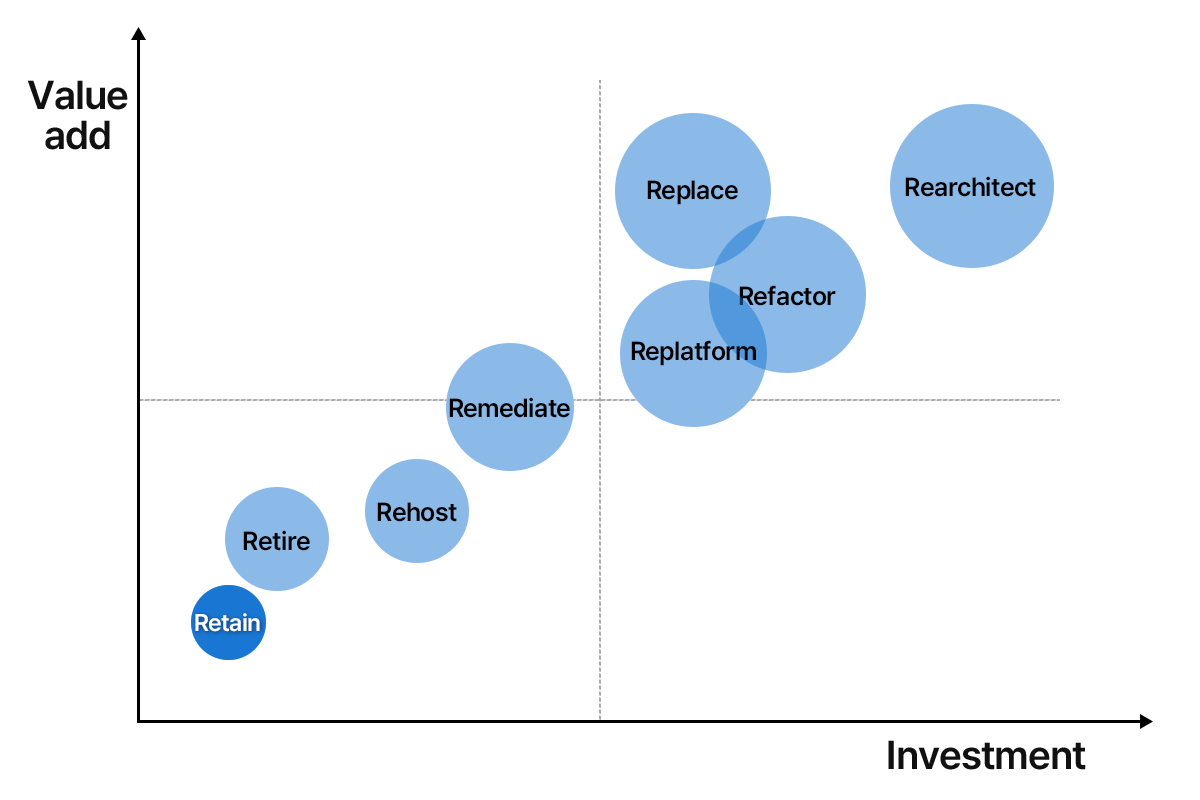 Value
add
Replace
Rearchitect
Refactor
Replatform
Remediate
Rehost
Retire
Retain
Investment